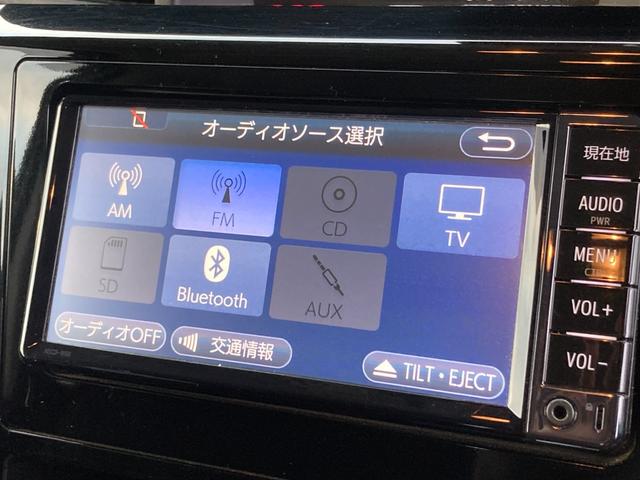 オーディオソース選択
AM
FM
CD
TV
SD
Bluetooth
AUX
オーディオOFF
交通情報
TILT・EJECT
現在地
AUDIO
PWR
MENU
VOL+
VOL-